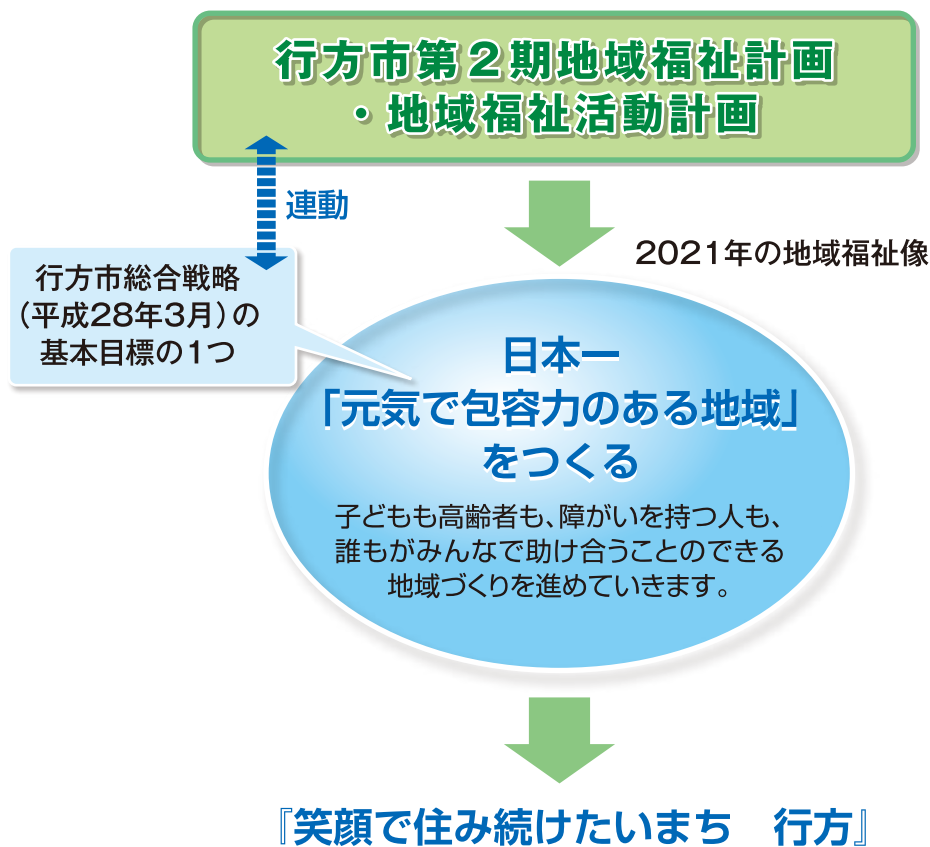 行方市第２期地域福祉計画
・地域福祉活動計画
連動
2021年の地域福祉像
行方市総合戦略
（平成28年3月）の
基本目標の1つ
日本一
「元気で包容力のある地域」
をつくる
子どもも高齢者も、障がいを持つ人も、
誰もがみんなで助け合うことのできる
地域づくりを進めていきます。
『笑顔で住み続けたいまち　行方』